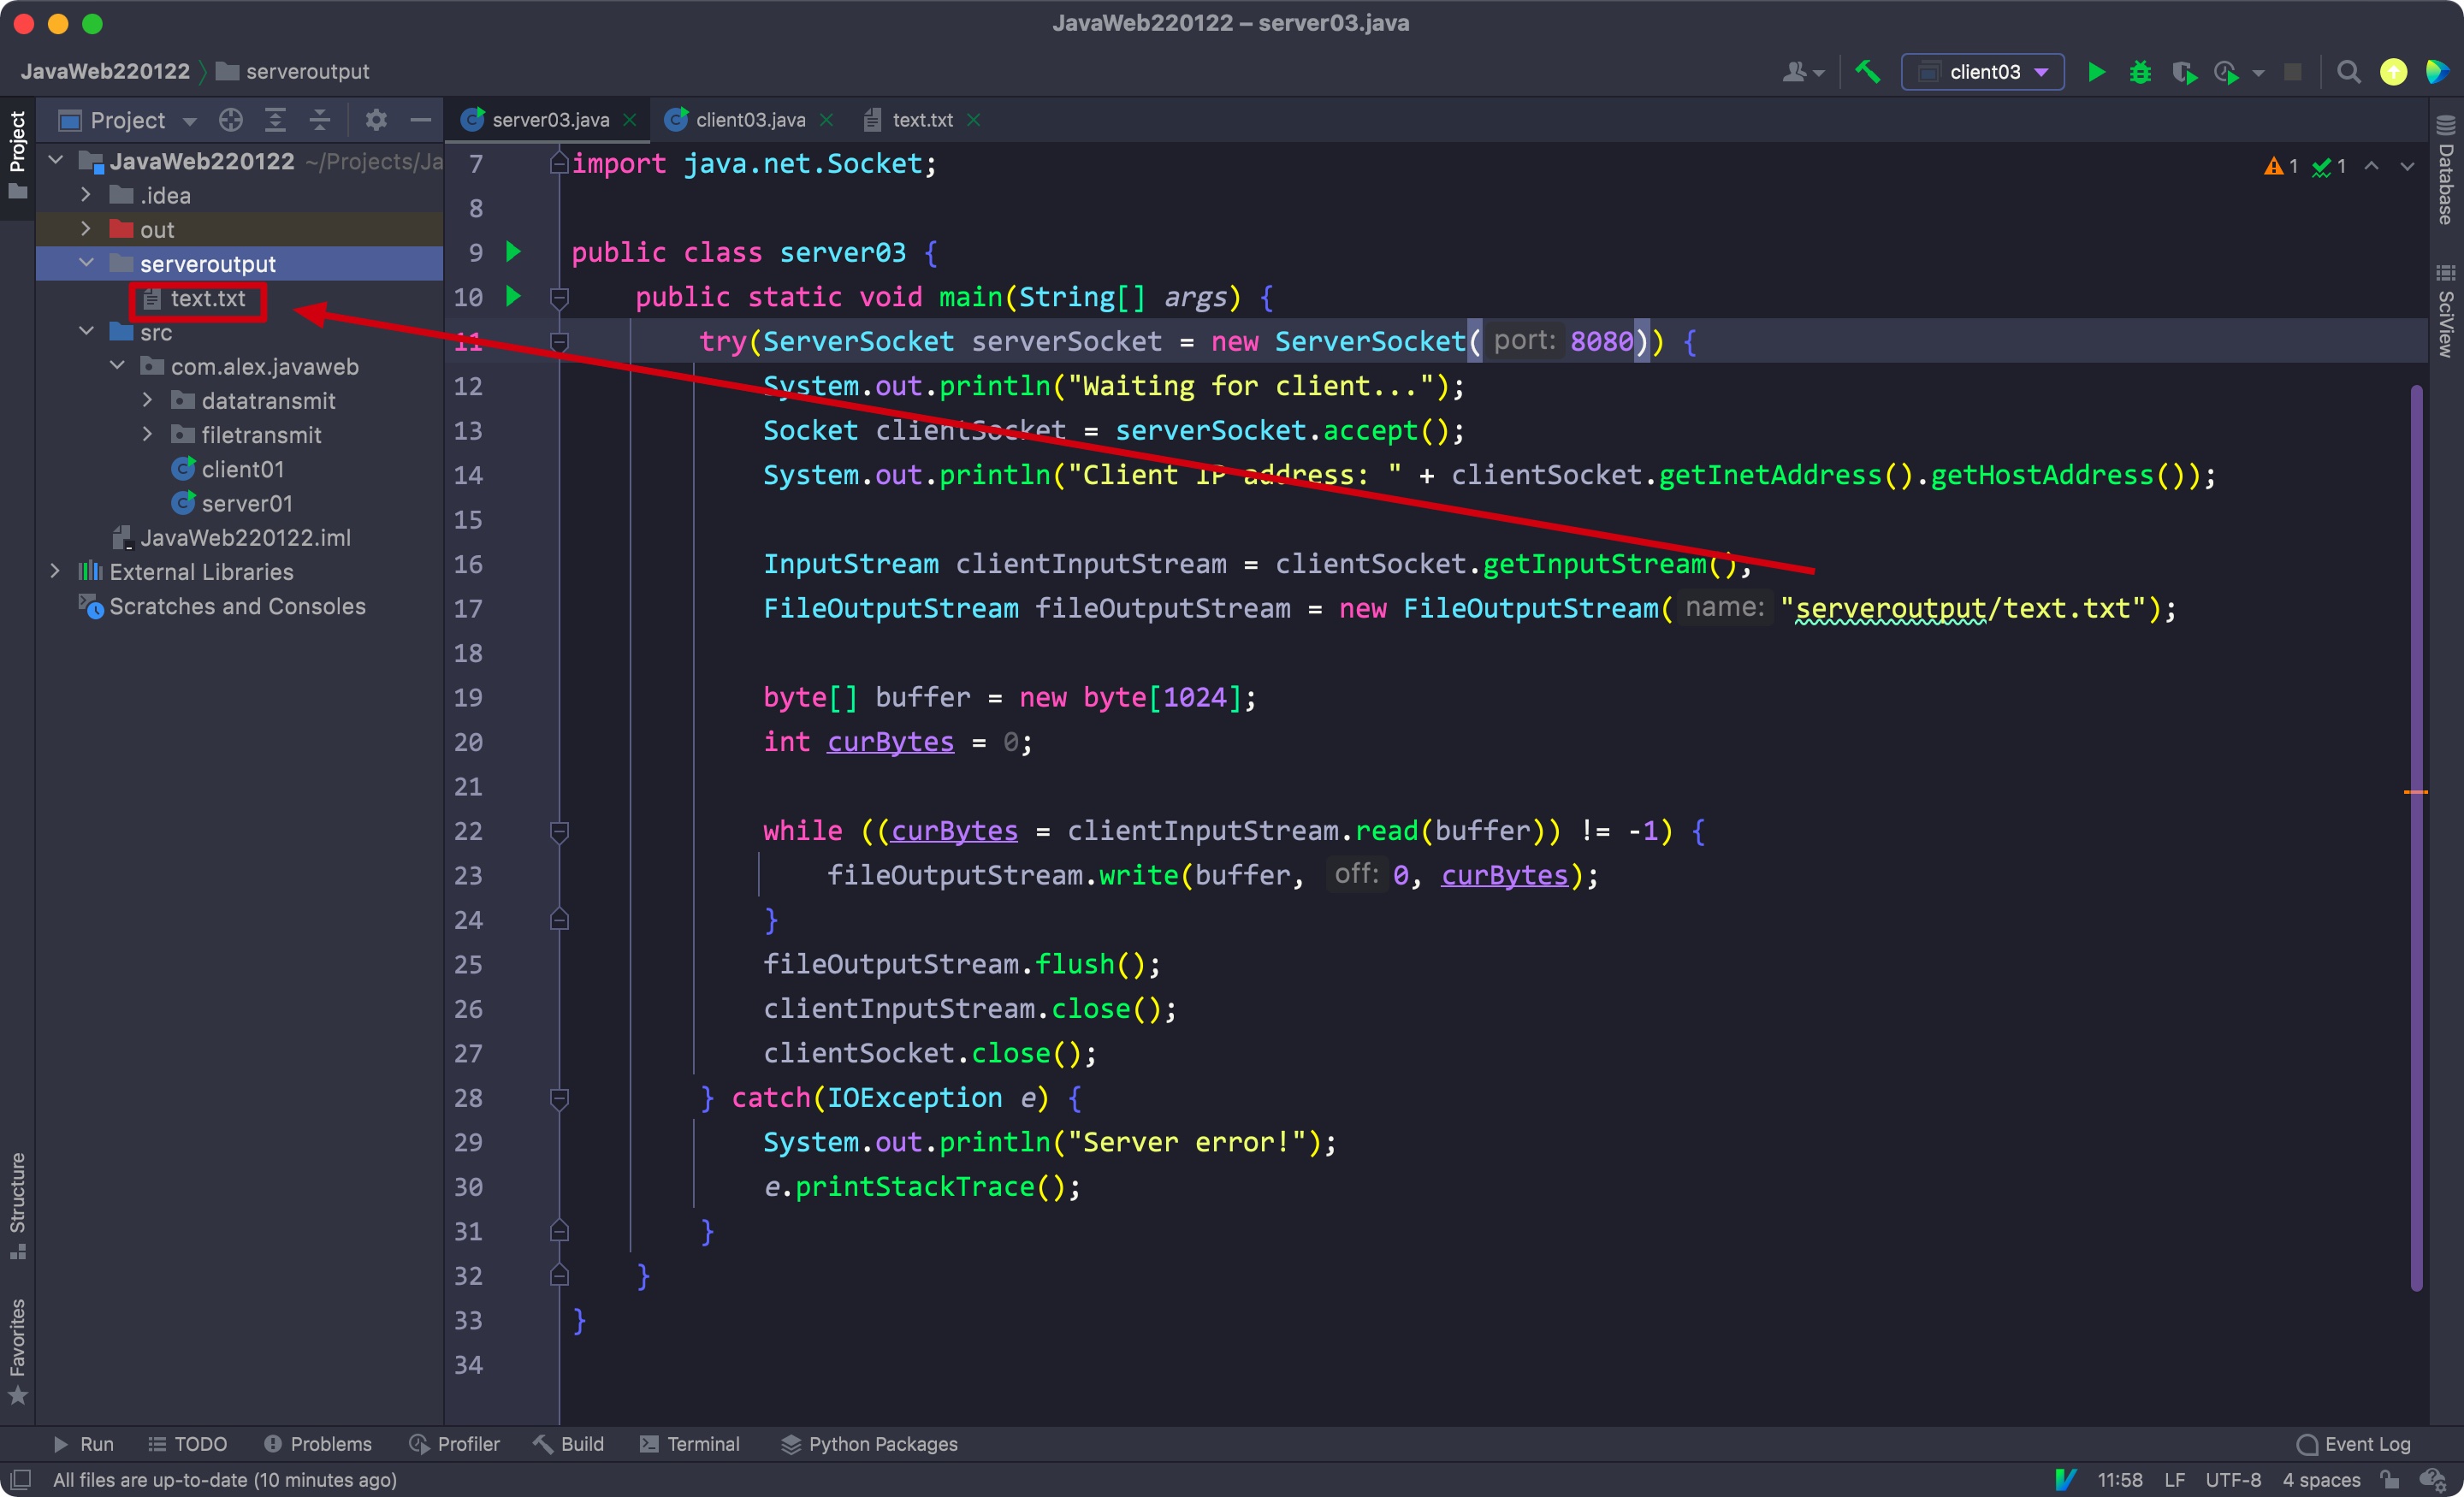 JavaWeb220122 – server03.java
JavaWeb220122 serveroutput
client03
Project
Project
JavaWeb220122 ~/Projects/Ja
.idea
out
serveroutput
text.txt
src
com.alex.javaweb
datatransmit
filetransmit
client01
server01
JavaWeb220122.iml
External Libraries
Scratches and Consoles
Structure
Favorites
server03.java client03.java text.txt
1 1
7 import java.net.Socket;
8
9 public class server03 {
10 public static void main(String[] args) {
11 try(ServerSocket serverSocket = new ServerSocket( port: 8080)) {
12 System.out.println("Waiting for client...");
13 Socket clientSocket = serverSocket.accept();
14 System.out.println("Client IP address: " + clientSocket.getInetAddress().getHostAddress());
15
16 InputStream clientInputStream = clientSocket.getInputStream();
17 FileOutputStream fileOutputStream = new FileOutputStream( name: "serveroutput/text.txt");
18
19 byte[] buffer = new byte[1024];
20 int curBytes = 0;
21
22 while ((curBytes = clientInputStream.read(buffer)) != -1) {
23 fileOutputStream.write(buffer, off: 0, curBytes);
24 }
25 fileOutputStream.flush();
26 clientInputStream.close();
27 clientSocket.close();
28 } catch(IOException e) {
29 System.out.println("Server error!");
30 e.printStackTrace();
31 }
32 }
33 }
34
Database
SciView
Run TODO Problems Profiler Build Terminal Python Packages Event Log
All files are up-to-date (10 minutes ago) 11:58 LF UTF-8 4 spaces